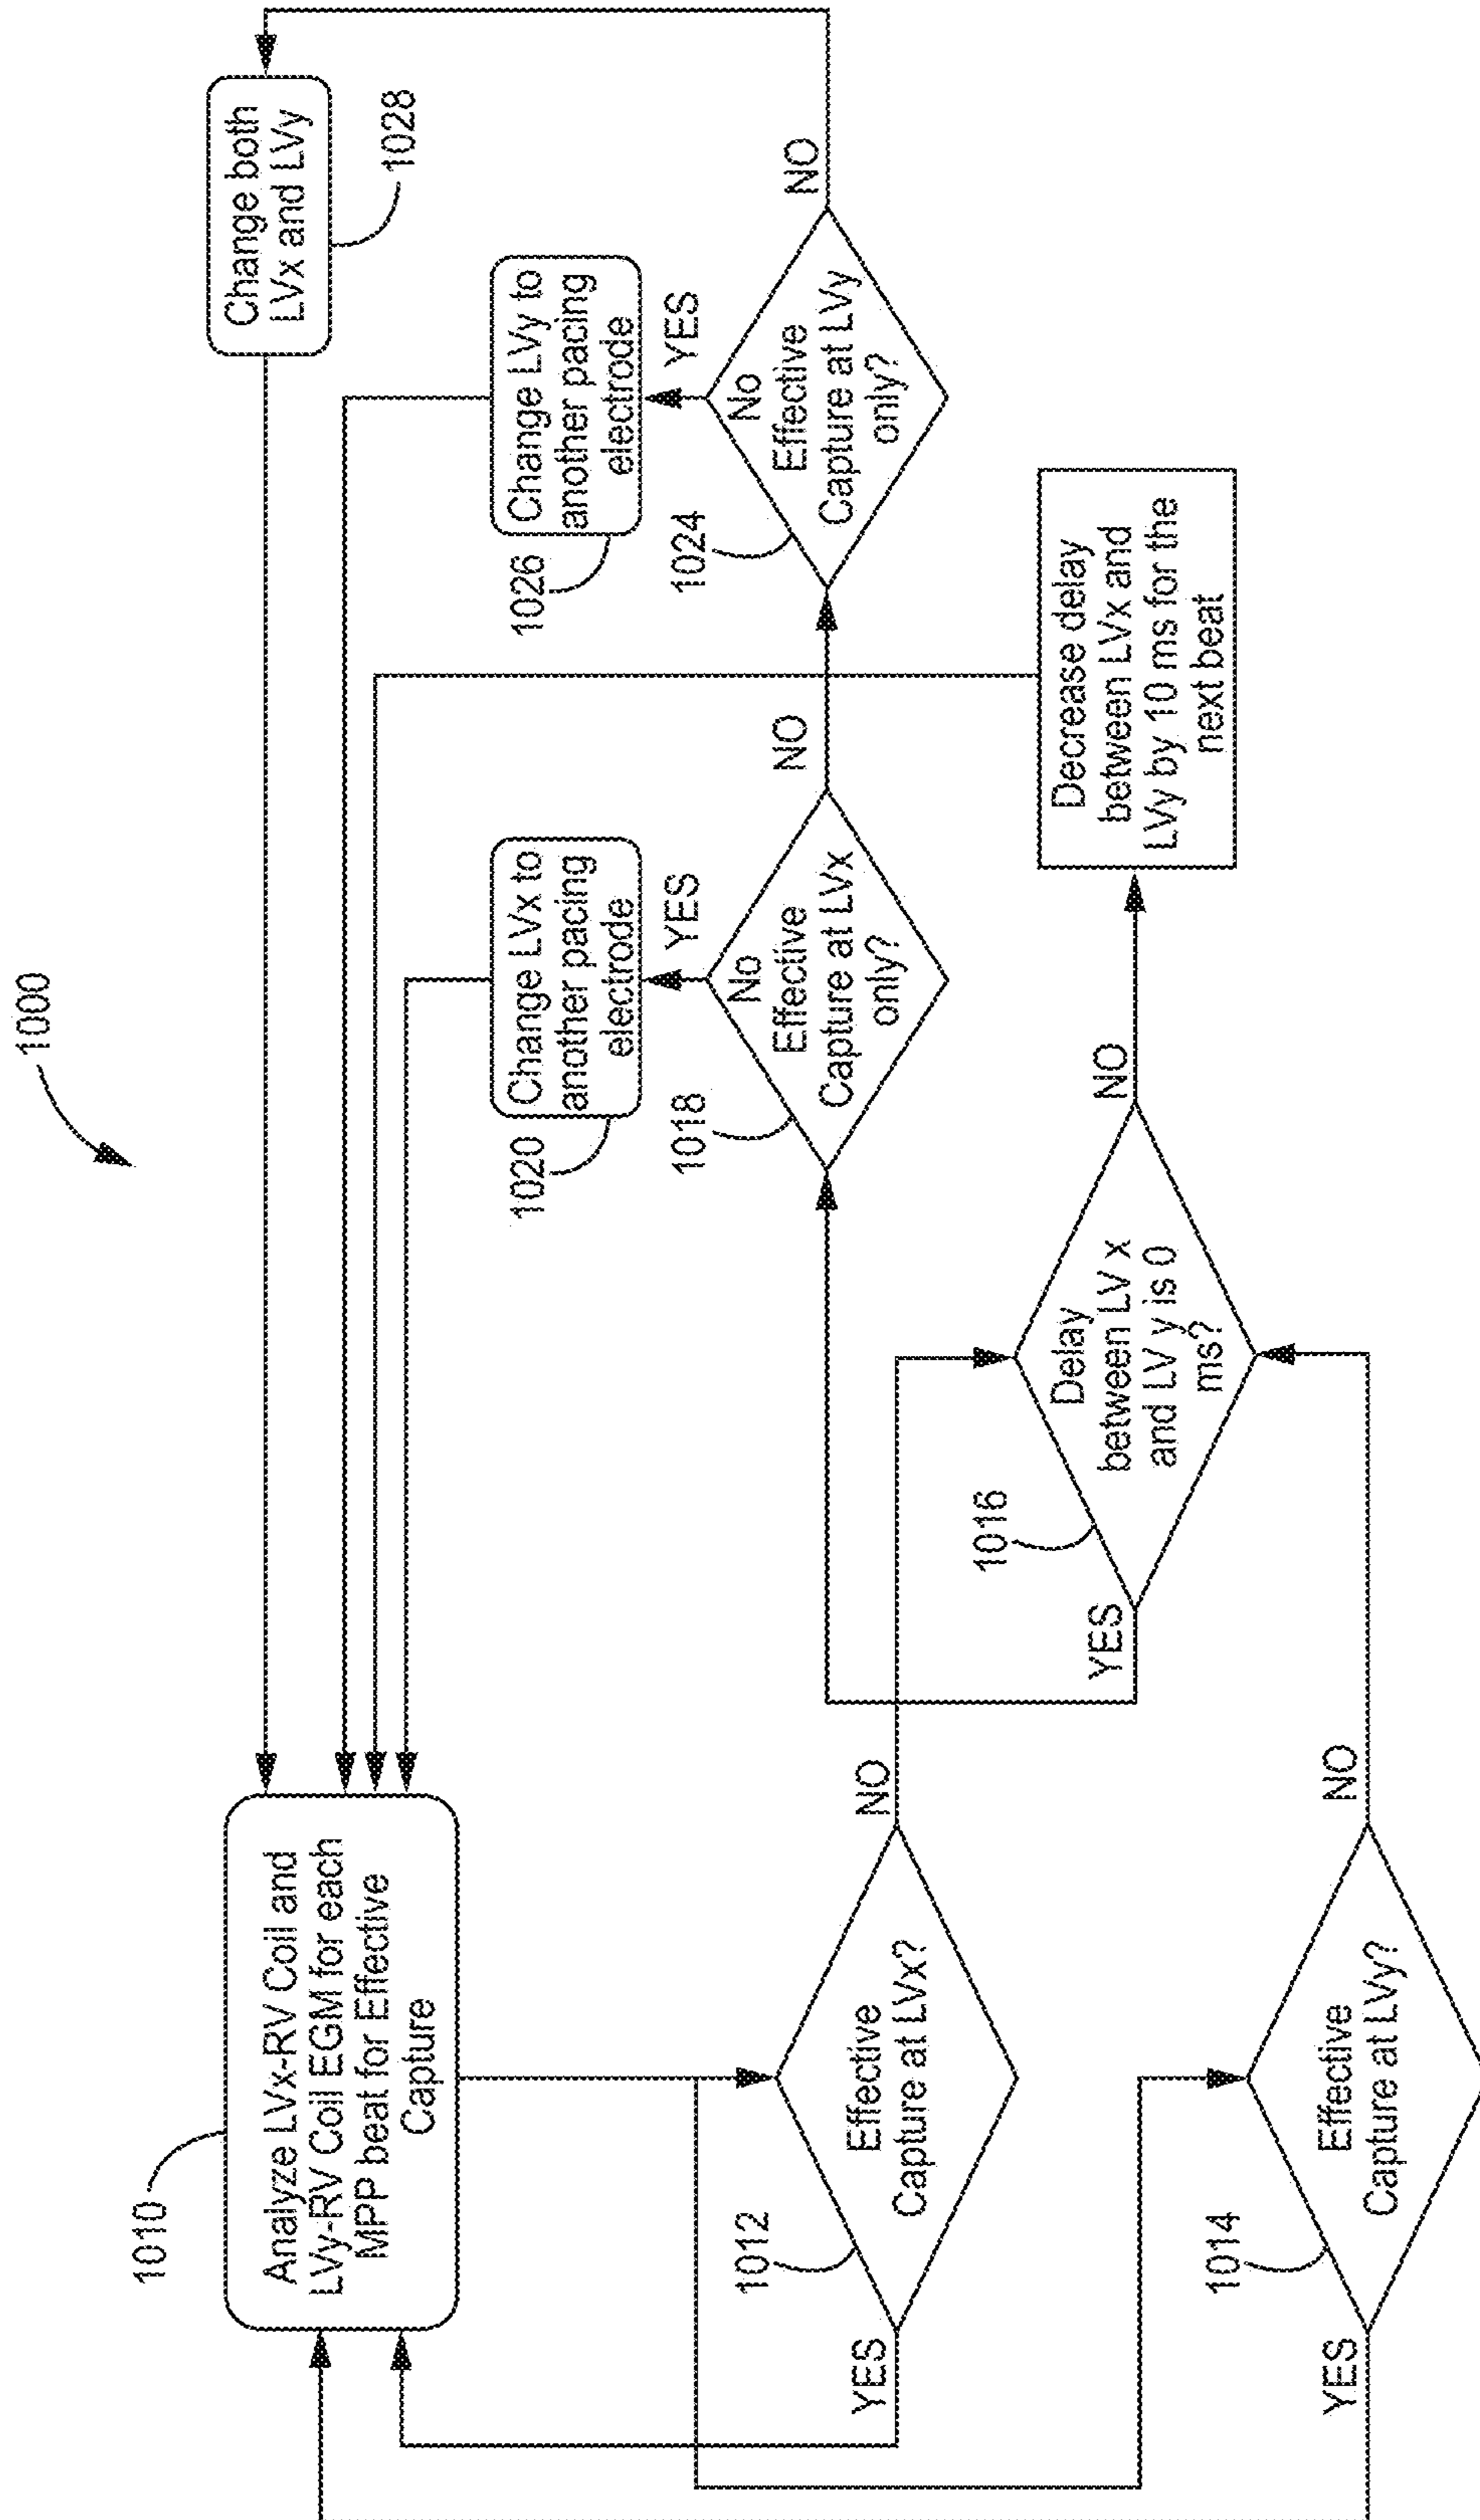 1000
1010
Analyze LVx-RV Coil and
LVy-RV Coil EGM for each
MPP beat for Effective
Capture
1012
Effective
Capture at LVx?
YES
NO
1014
Effective
Capture at LVy?
YES
NO
1016
Delay
between LV x
and LV y is 0
ms?
YES
NO
Decrease delay
between LVx and
LVy by 10 ms for the
next beat
1018
No
Effective
Capture at LVx
only?
YES
NO
1020
Change LVx to
another pacing
electrode
1024
No
Effective
Capture at LVy
only?
YES
NO
1026
Change LVy to
another pacing
electrode
Change both
LVx and LVy
1028